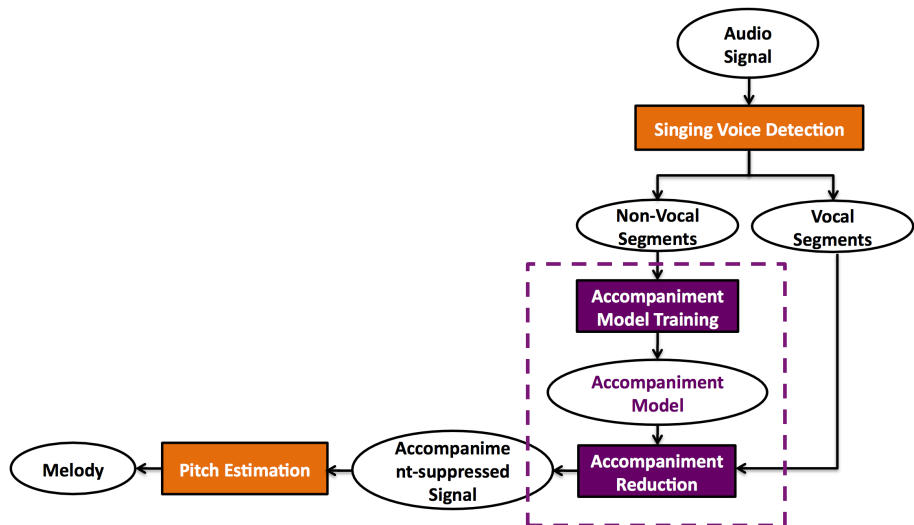 Audio
Signal
Singing Voice Detection
Non-Vocal
Segments
Vocal
Segments
Accompaniment
Model Training
Accompaniment
Model
Accompaniment
Reduction
Accompanime
nt-suppressed
Signal
Pitch Estimation
Melody